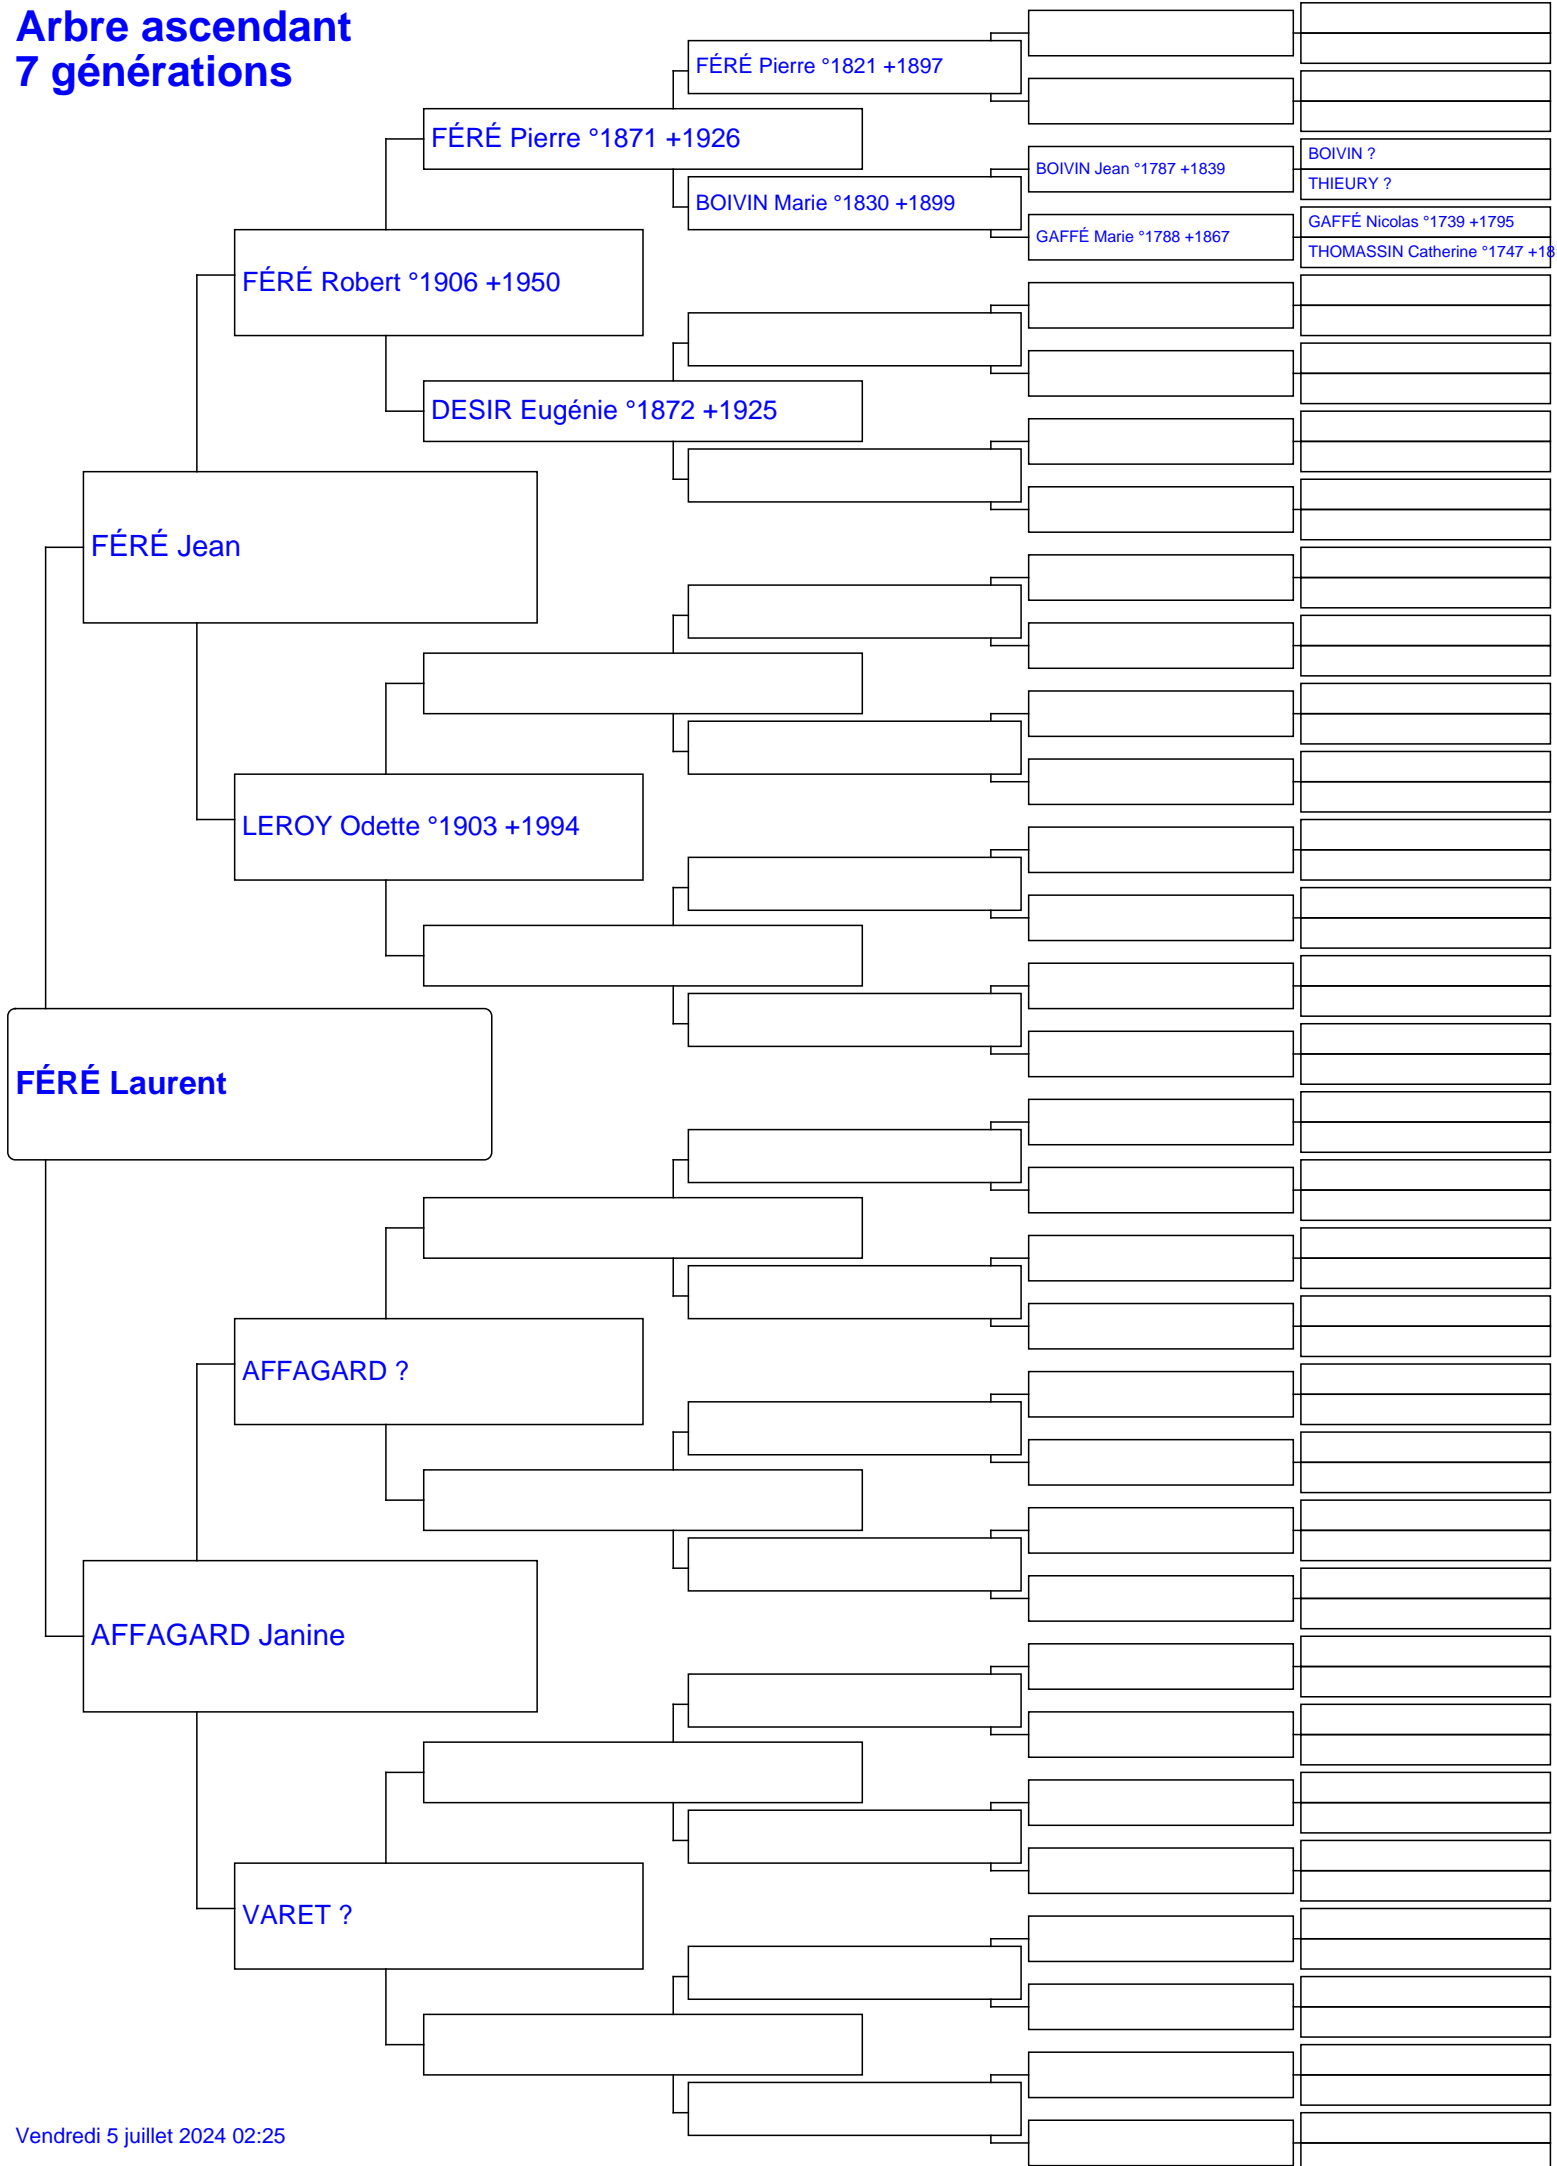 Arbre ascendant
7 générations
FÉRÉ Pierre °1821 +1897
FÉRÉ Pierre °1871 +1926
BOIVIN Jean °1787 +1839
BOIVIN ?
THIEURY ?
BOIVIN Marie °1830 +1899
GAFFÉ Marie °1788 +1867
GAFFÉ Nicolas °1739 +1795
THOMASSIN Catherine °1747 +18
FÉRÉ Robert °1906 +1950
DESIR Eugénie °1872 +1925
FÉRÉ Jean
LEROY Odette °1903 +1994
FÉRÉ Laurent
AFFAGARD ?
AFFAGARD Janine
VARET ?
Vendredi 5 juillet 2024 02:25